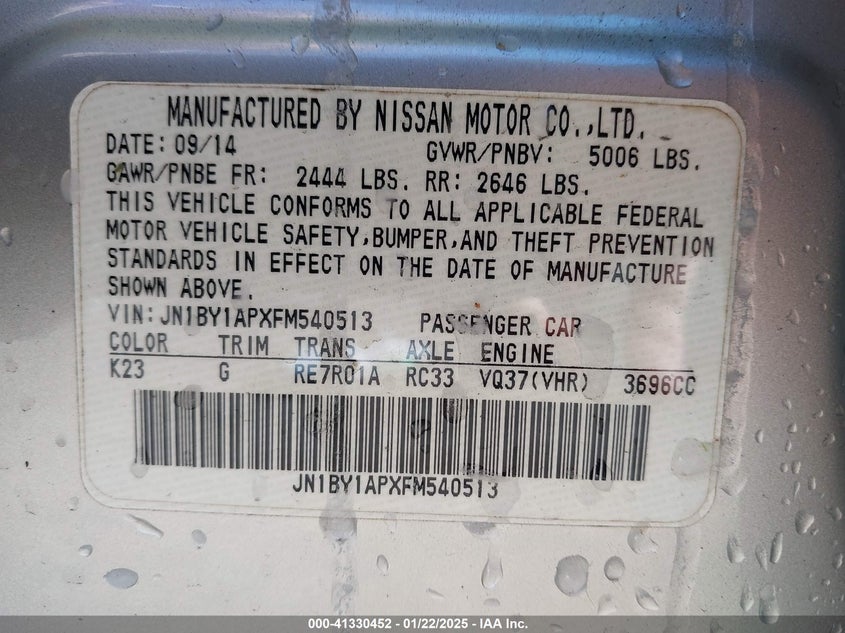 MANUFACTURED BY NISSAN MOTOR CO.,LTD.
DATE: 09/14 GVWR/PNBV: 5006 LBS.
GAWR/PNBE FR: 2444 LBS. RR: 2646 LBS.
THIS VEHICLE CONFORMS TO ALL APPLICABLE FEDERAL
MOTOR VEHICLE SAFETY,BUMPER,AND THEFT PREVENTION
STANDARDS IN EFFECT ON THE DATE OF MANUFACTURE
SHOWN ABOVE.
VIN:JN1BY1APXFM540513 PASSENGER CAR
COLOR TRIM TRANS AXLE ENGINE
K23 G RE7R01A RC33 VQ37(VHR) 3696CC
JN1BY1APXFM540513
000-41330452 - 01/22/2025 - IAA Inc.